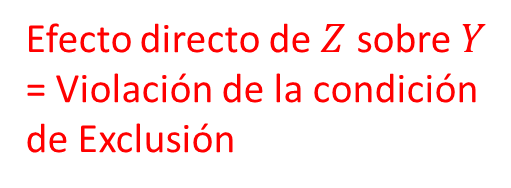 Efecto directo de Z sobre Y
= Violación de la condición
de Exclusión